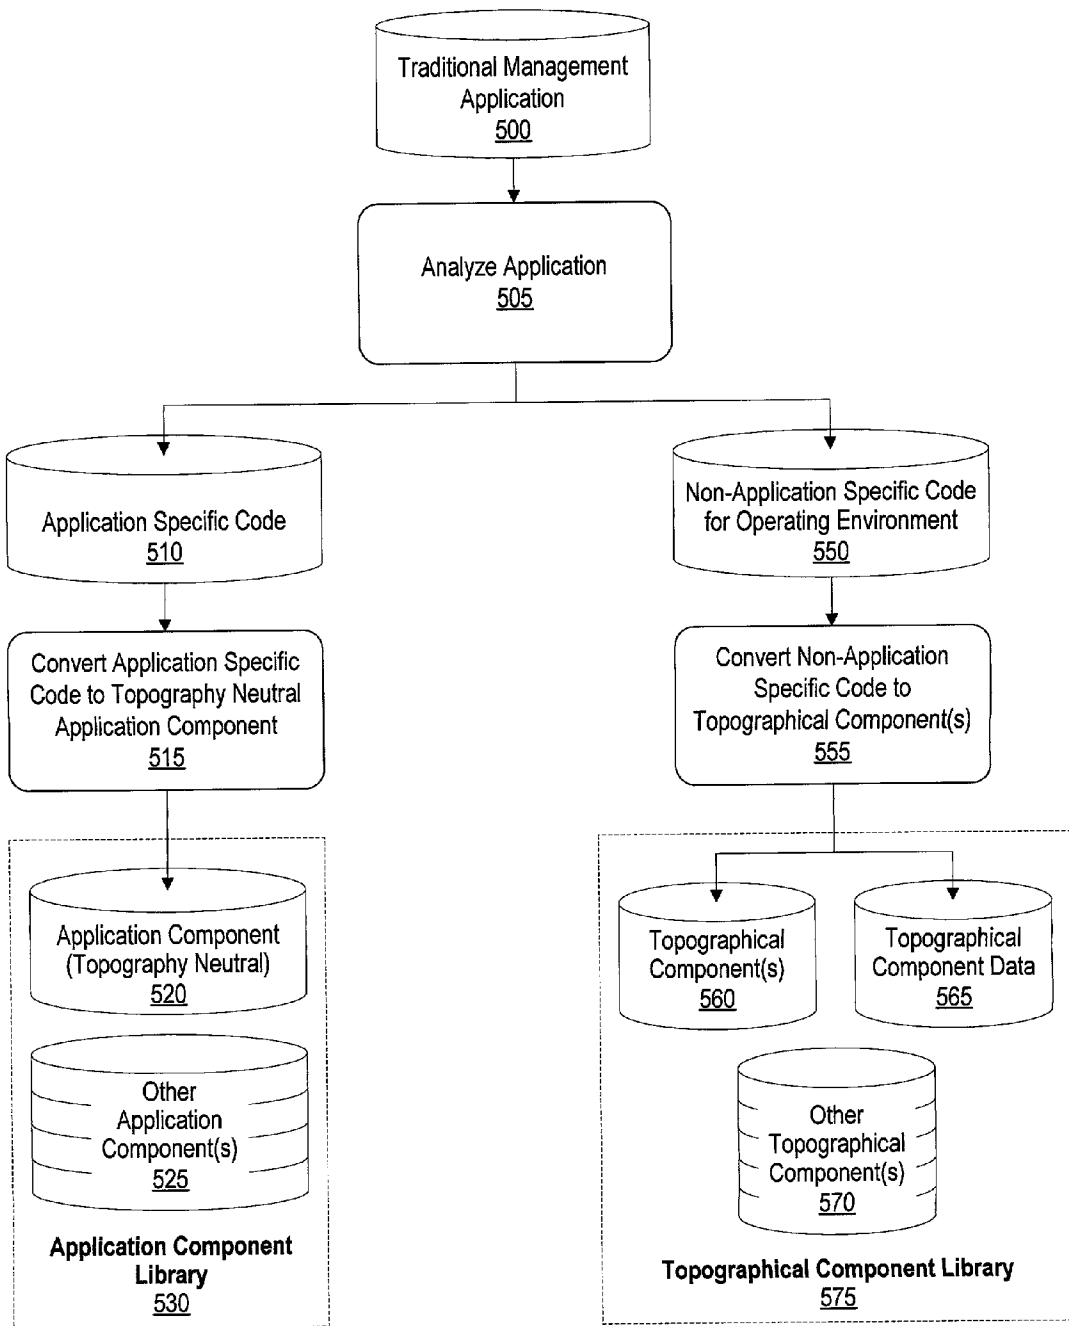 Traditional Management
Application
500
Analyze Application
505
Application Specific Code
510
Non-Application Specific Code
for Operating Environment
550
Convert Application Specific
Code to Topography Neutral
Application Component
515
Convert Non-Application
Specific Code to
Topographical Component(s)
555
Application Component
(Topography Neutral)
520
Other
Application
Component(s)
525
Application Component
Library
530
Topographical
Component(s)
560
Topographical
Component Data
565
Other
Topographical
Component(s)
570
Topographical Component Library
575